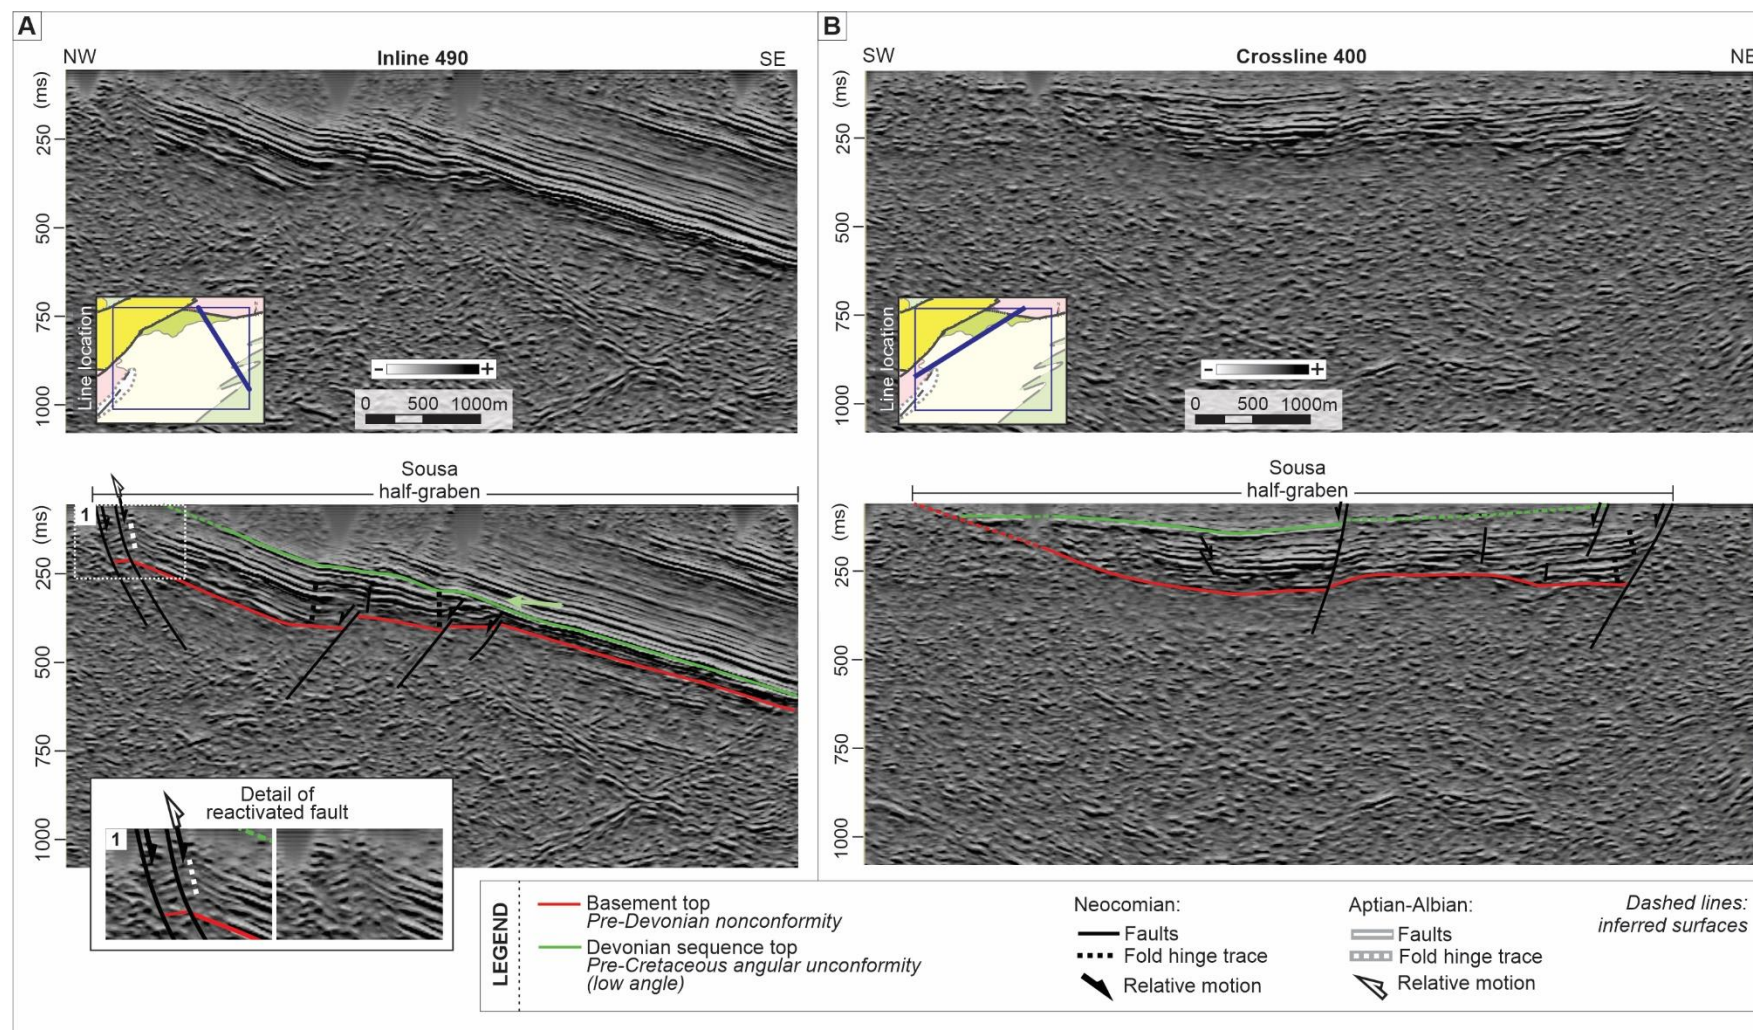 A
NW
Inline 490
SE
(ms)
250
500
750
1000
Line location
- +
0 500 1000m
B
SW
Crossline 400
NE
(ms)
250
500
750
1000
Line location
- +
0 500 1000m
Sousa
half-graben
(ms)
250
500
750
1000
1
Detail of
reactivated fault
1
Sousa
half-graben
(ms)
250
500
750
1000
LEGEND
Basement top
Pre-Devonian nonconformity
Devonian sequence top
Pre-Cretaceous angular unconformity
(low angle)
Neocomian:
Faults
Fold hinge trace
Relative motion
Aptian-Albian:
Faults
Fold hinge trace
Relative motion
Dashed lines:
inferred surfaces